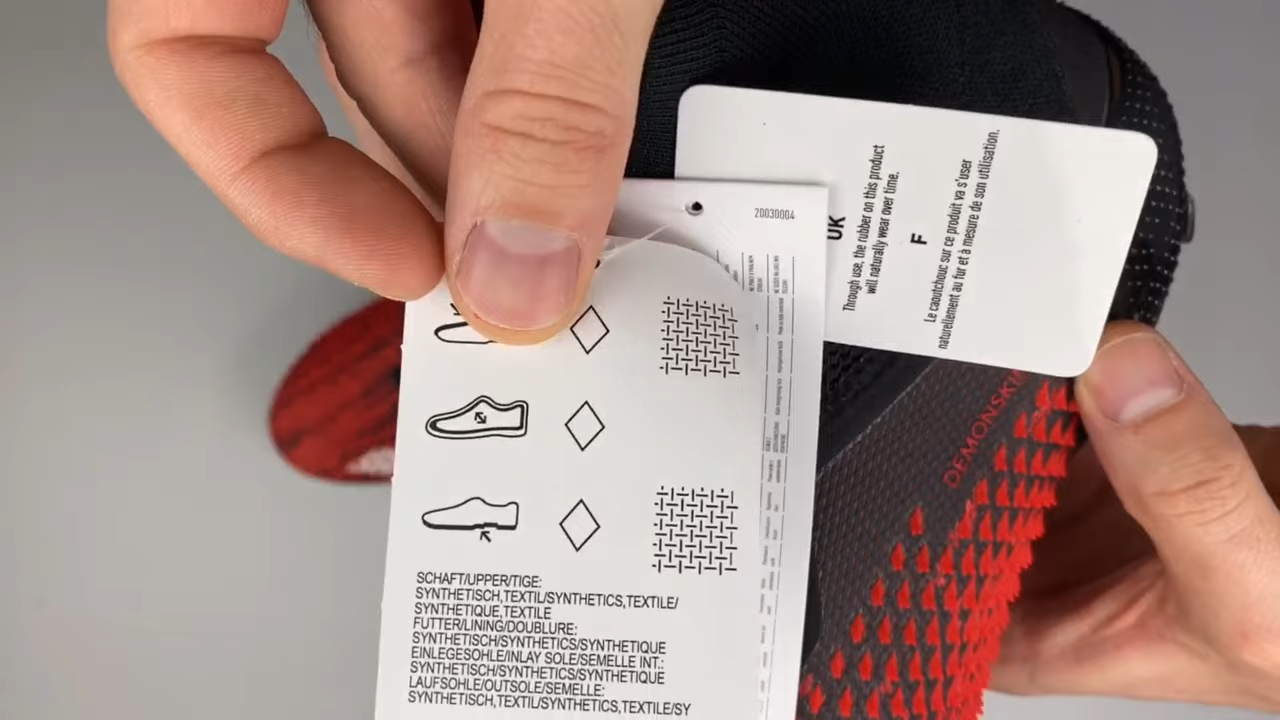 20030004
SCHAFT/UPPER/TIGE:
SYNTHETISCH,TEXTIL/SYNTHETICS,TEXTILE/
SYNTHETIQUE,TEXTILE
FUTTER/LINING/DOUBLURE:
SYNTHETISCH/SYNTHETICS/SYNTHETIQUE
EINLEGESOHLE/INLAY SOLE/SEMELLE INT.:
SYNTHETISCH/SYNTHETICS/SYNTHETIQUE
LAUFSOHLE/OUTSOLE/SEMELLE:
SYNTHETISCH,TEXTIL/SYNTHETICS,TEXTILE/SY
UK
Through use, the rubber on this product
will naturally wear over time.
F
Le caoutchouc sur ce produit va s'user
naturellement au fur et à mesure de son utilisation.
DEMONSKIN